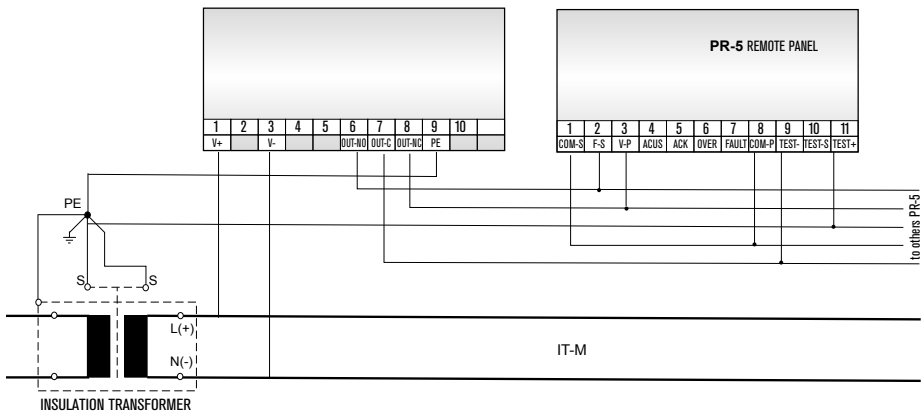 PR-5 REMOTE PANEL
1 2 3 4 5 6 7 8 9 10
V+ V- OUT-NO OUT-C OUT-NC PE
1 2 3 4 5 6 7 8 9 10 11
COM-S F-S V-P ACUS ACK OVER FAULT COM-P TEST- TEST-S TEST+
to others PR-5
PE
S S
L(+)
IT-M
N(-)
INSULATION TRANSFORMER